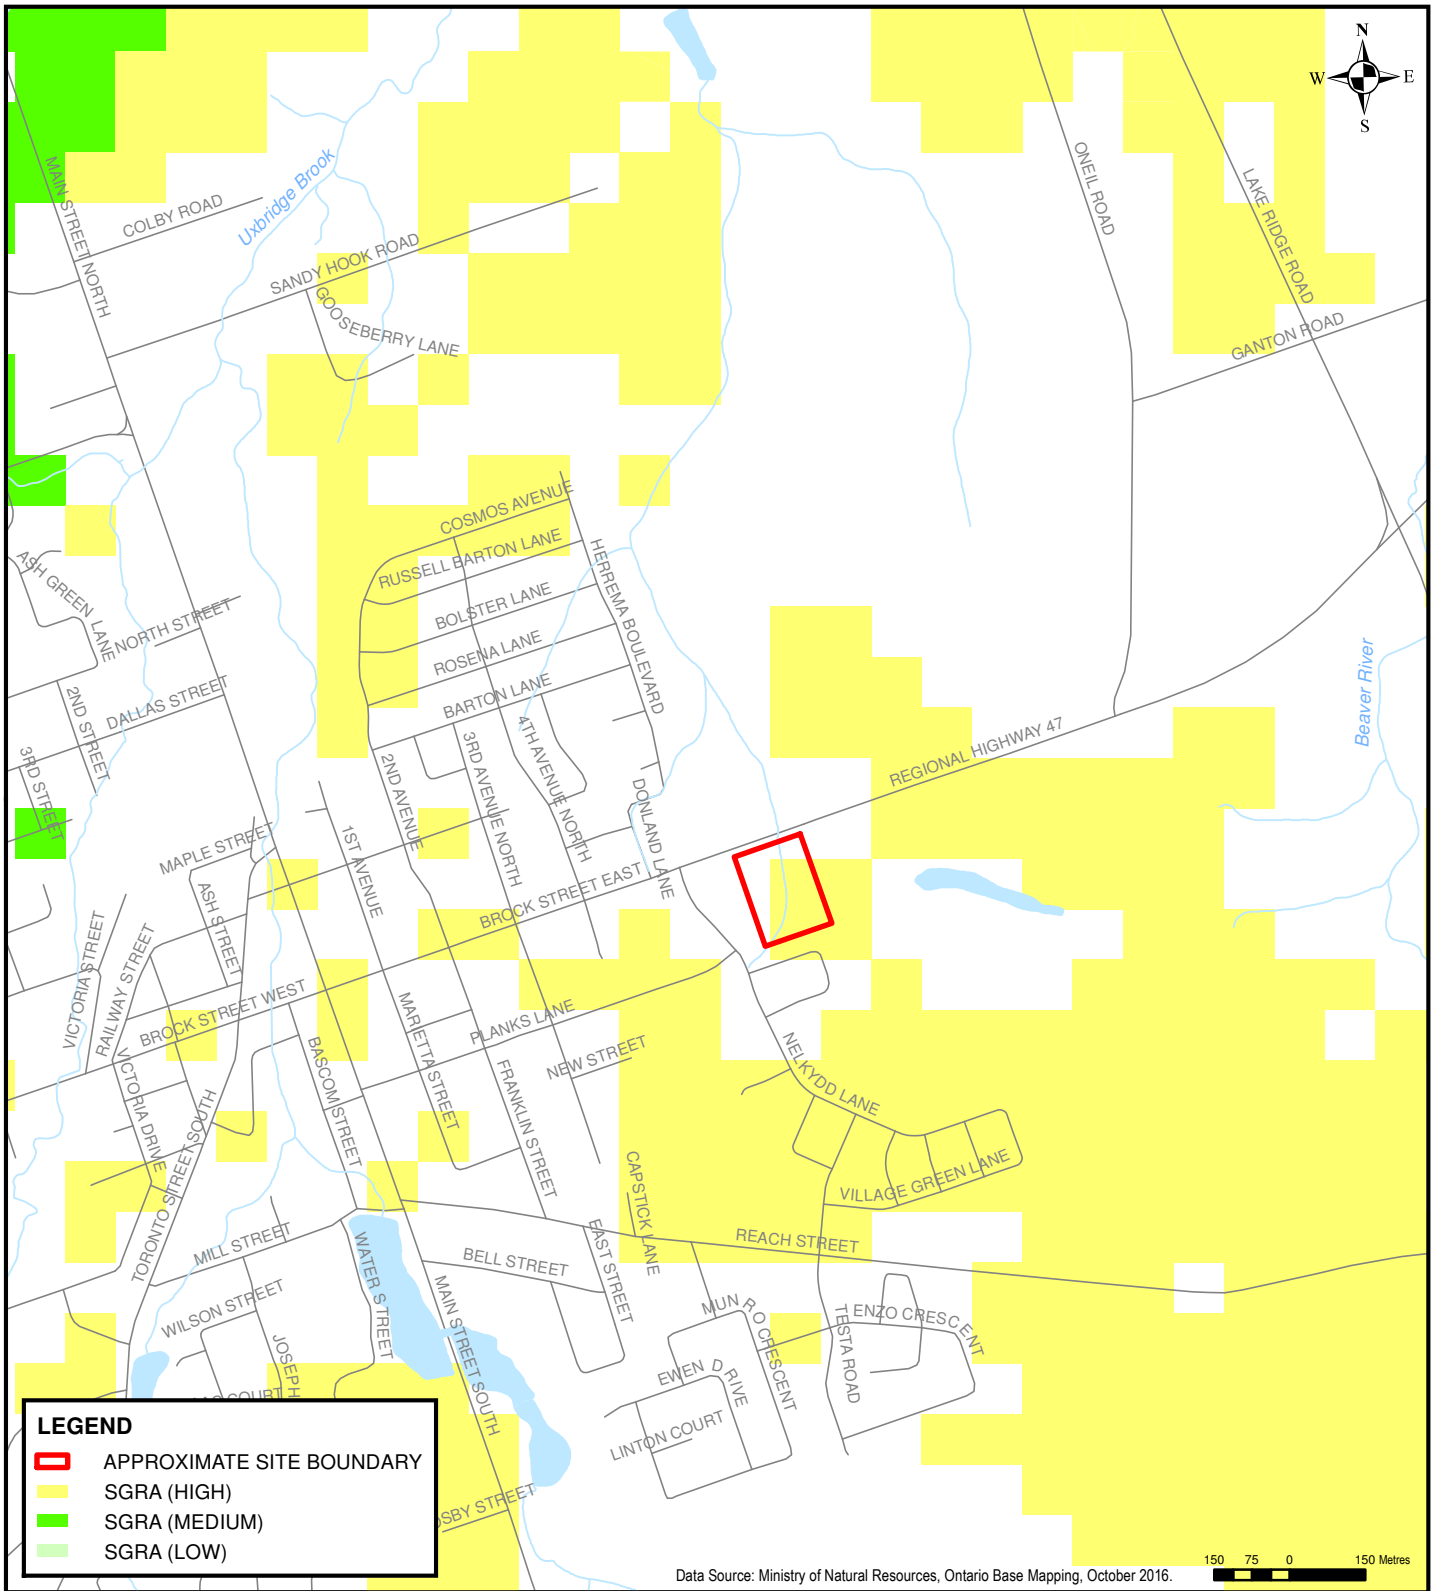 N
W E
S
MAIN STREET NORTH
COLBY ROAD
Uxbridge Brook
SANDY HOOK ROAD
GOOSEBERRY LANE
ONEIL ROAD
LAKE RIDGE ROAD
GANTON ROAD
COSMOS AVENUE
RUSSELL BARTON LANE
BOLSTER LANE
ROSENA LANE
BARTON LANE
HERREMA BOULEVARD
ASH GREEN LANE
NORTH STREET
2ND STREET
DALLAS STREET
3RD STREET
2ND AVENUE
3RD AVENUE NORTH
4TH AVENUE NORTH
DONLAND LANE
REGIONAL HIGHWAY 47
Beaver River
MAPLE STREET
1ST AVENUE
ASH STREET
BROCK STREET EAST
VICTORIA STREET
RAILWAY STREET
BROCK STREET WEST
MARIETTA STREET
PLANKS LANE
NEW STREET
NELKYDD LANE
VICTORIA DRIVE
BASCOM STREET
FRANKLIN STREET
TORONTO STREET SOUTH
CAPSTICK LANE
VILLAGE GREEN LANE
MILL STREET
WATER STREET
BELL STREET
EAST STREET
REACH STREET
WILSON STREET
JOSEPH
MAIN STREET SOUTH
MUNRO CRESCENT
TESTA ROAD
ENZO CRESCENT
EWEN DRIVE
LINTON COURT
COURT
OSBY STREET
LEGEND
APPROXIMATE SITE BOUNDARY
SGRA (HIGH)
SGRA (MEDIUM)
SGRA (LOW)
150 75 0 150 Metres
Data Source: Ministry of Natural Resources, Ontario Base Mapping, October 2016.